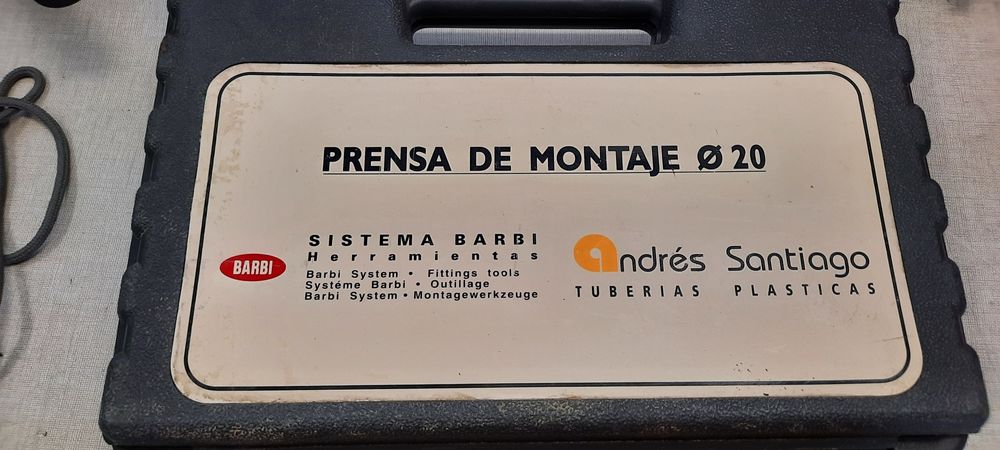 PRENSA DE MONTAJE Ø 20
BARBI
SISTEMA BARBI
Herramientas
Barbi System • Fittings tools
Systéme Barbi • Outillage
Barbi System • Montagewerkzeuge
andrés Santiago
TUBERIAS PLASTICAS